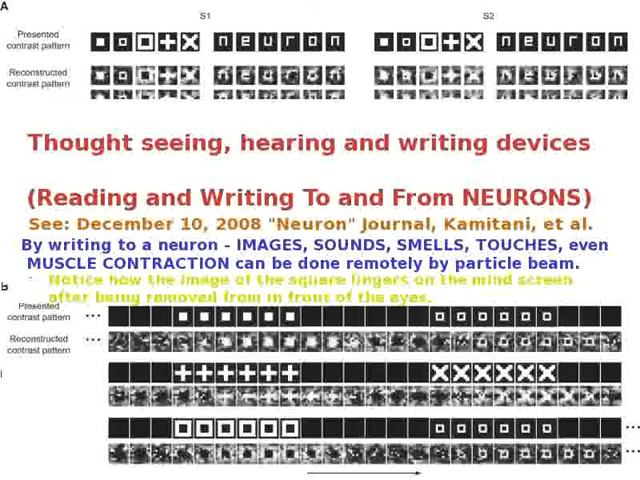 A
S1 S2
Presented
contrast pattern
neuron neuron
Reconstructed
contrast pattern
Thought seeing, hearing and writing devices
(Reading and Writing To and From NEURONS)
See: December 10, 2008 "Neuron" Journal, Kamitani, et al.
By writing to a neuron - IMAGES, SOUNDS, SMELLS, TOUCHES, even
MUSCLE CONTRACTION can be done remotely by particle beam.
Notice how the image of the square lingers on the mind screen
after being removed from in front of the eyes.
B
Presented
contrast pattern
Reconstructed
contrast pattern